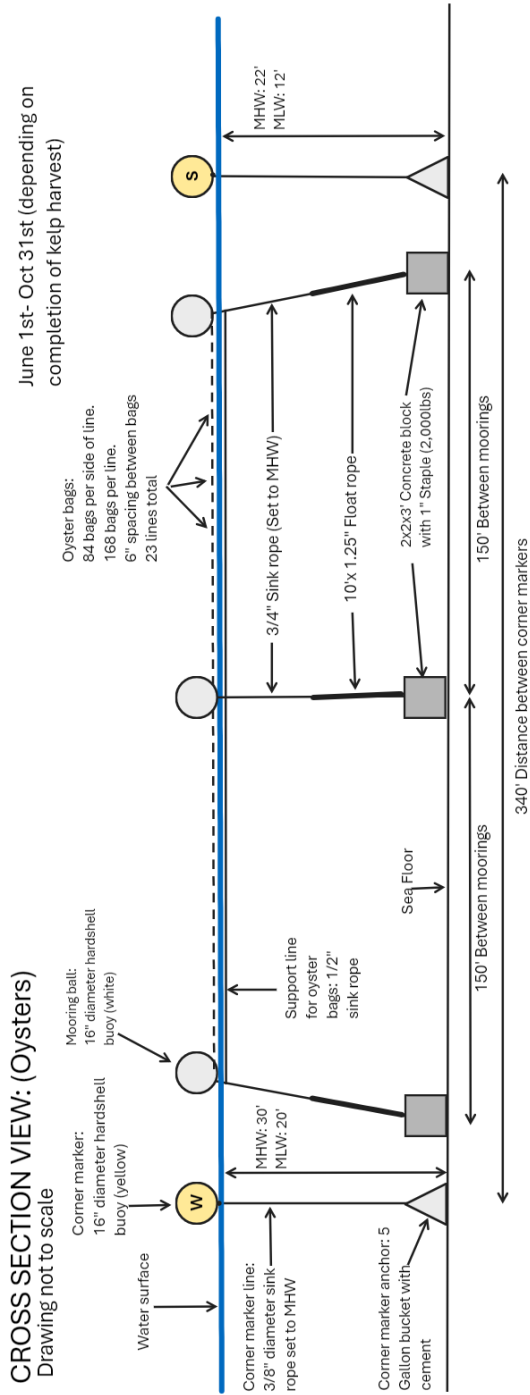 CROSS SECTION VIEW: (Oysters)
Drawing not to scale
June 1st- Oct 31st (depending on
completion of kelp harvest)
Water surface
Corner marker:
16" diameter hardshell
buoy (yellow)
Mooring ball:
16" diameter hardshell
buoy (white)
Oyster bags:
84 bags per side of line.
168 bags per line.
6" spacing between bags
23 lines total
W
S
Corner marker line:
3/8" diameter sink
rope set to MHW
MHW: 30'
MLW: 20'
Support line
for oyster
bags: 1/2"
sink rope
3/4" Sink rope (Set to MHW)
MHW: 22'
MLW: 12'
10'x 1.25" Float rope
Corner marker anchor: 5
Gallon bucket with
cement
Sea Floor
2x2x3' Concrete block
with 1" Staple (2,000lbs)
150' Between moorings
150' Between moorings
340' Distance between corner markers